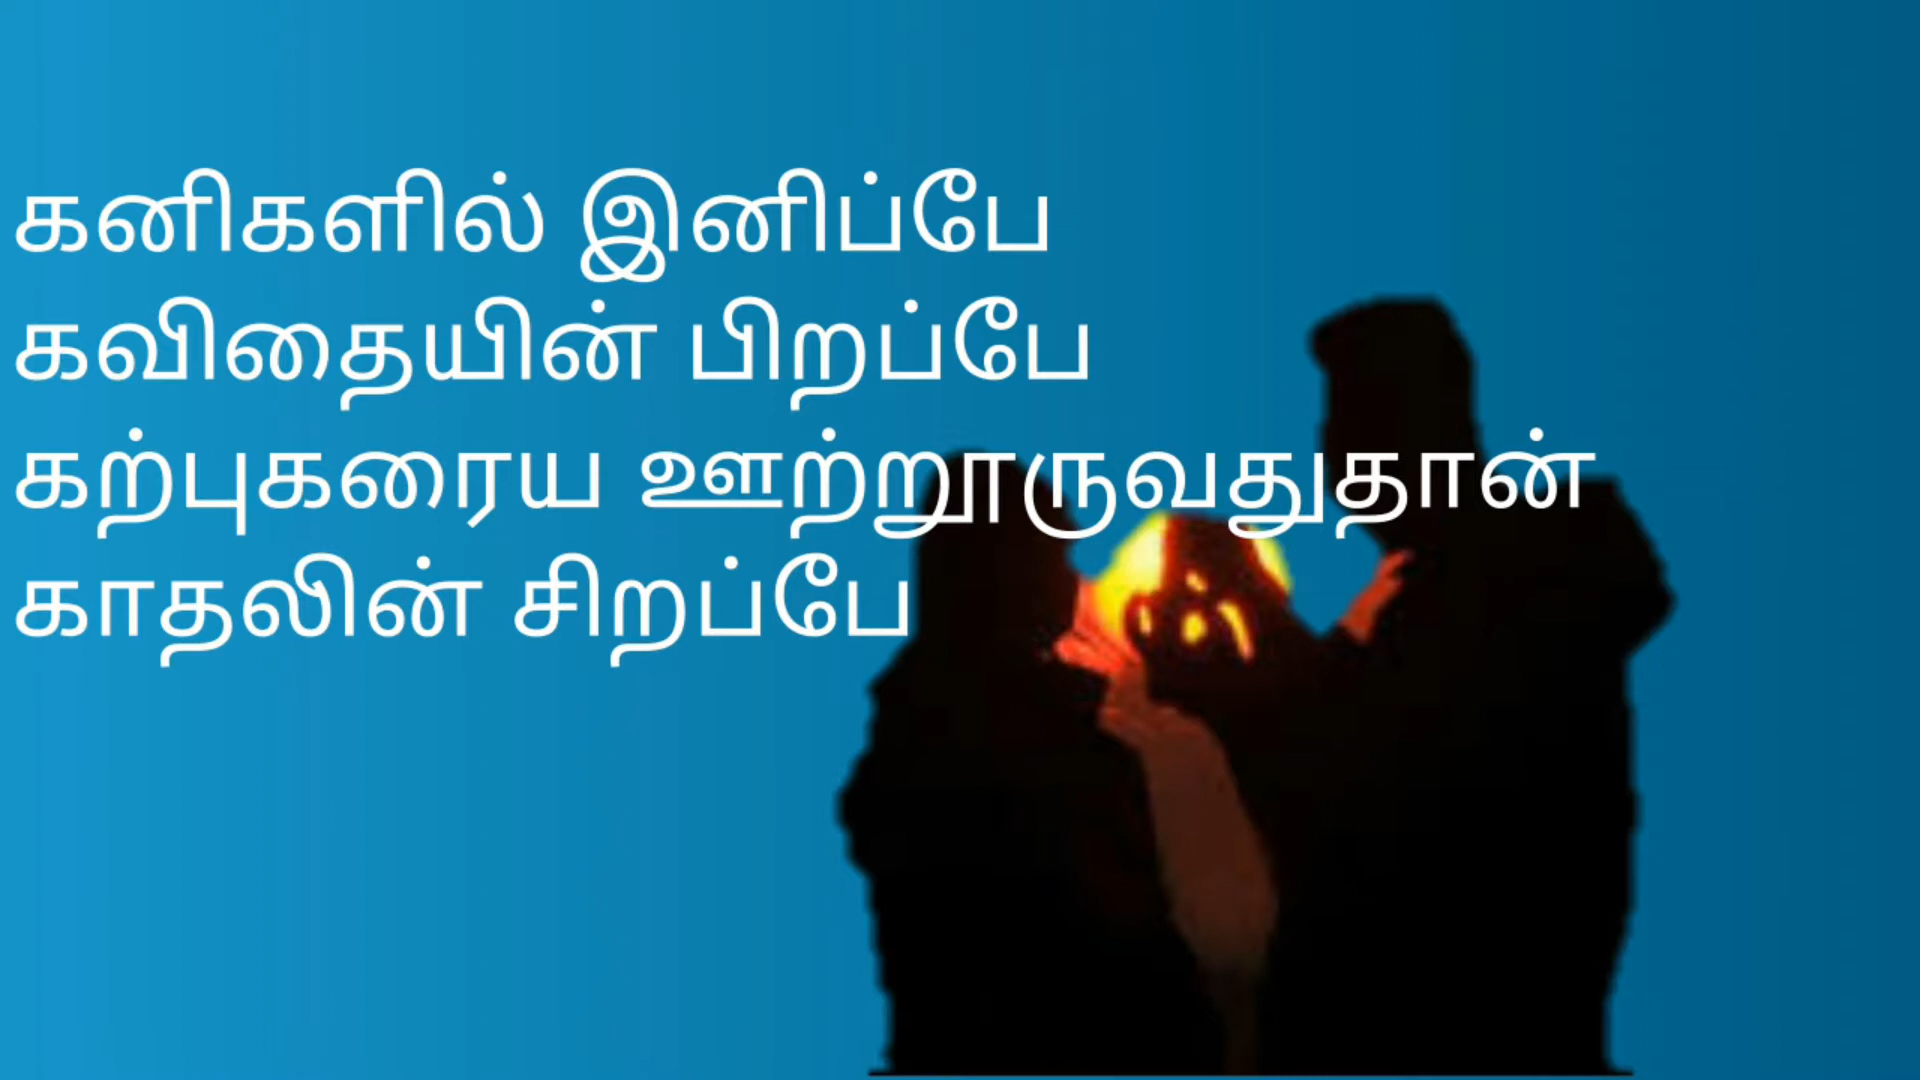 கனிகளில் இனிப்பே
கவிதையின் பிறப்பே
கற்புகரைய ஊற்றூருவதுதான்
காதலின் சிறப்பே